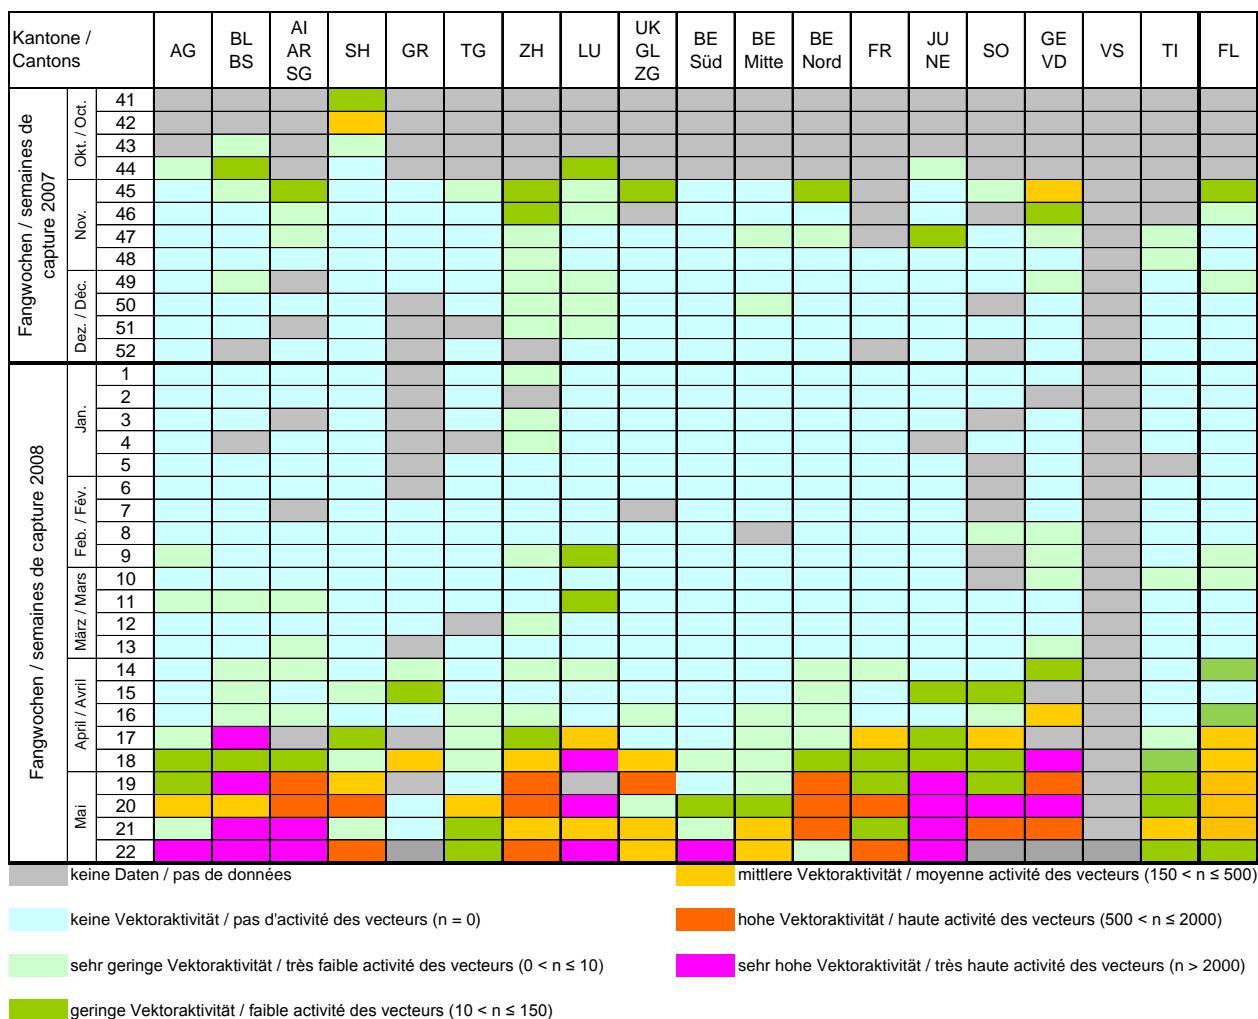 Kantone / Cantons AG BL BS AI AR SG SH GR TG ZH LU UK GL ZG BE Süd BE Mitte BE Nord FR JU NE SO GE VD VS TI FL
Fangwochen / semaines de capture 2007
Okt. / Oct.
41
42
43
44
Nov.
45
46
47
48
Dez. / Déc.
49
50
51
52
Fangwochen / semaines de capture 2008
Jan.
1
2
3
4
5
Feb. / Fév.
6
7
8
9
März / Mars
10
11
12
13
April / Avril
14
15
16
17
18
Mai
19
20
21
22
keine Daten / pas de données
mittlere Vektoraktivität / moyenne activité des vecteurs (150 < n ≤ 500)
keine Vektoraktivität / pas d'activité des vecteurs (n = 0)
hohe Vektoraktivität / haute activité des vecteurs (500 < n ≤ 2000)
sehr geringe Vektoraktivität / très faible activité des vecteurs (0 < n ≤ 10)
sehr hohe Vektoraktivität / très haute activité des vecteurs (n > 2000)
geringe Vektoraktivität / faible activité des vecteurs (10 < n ≤ 150)